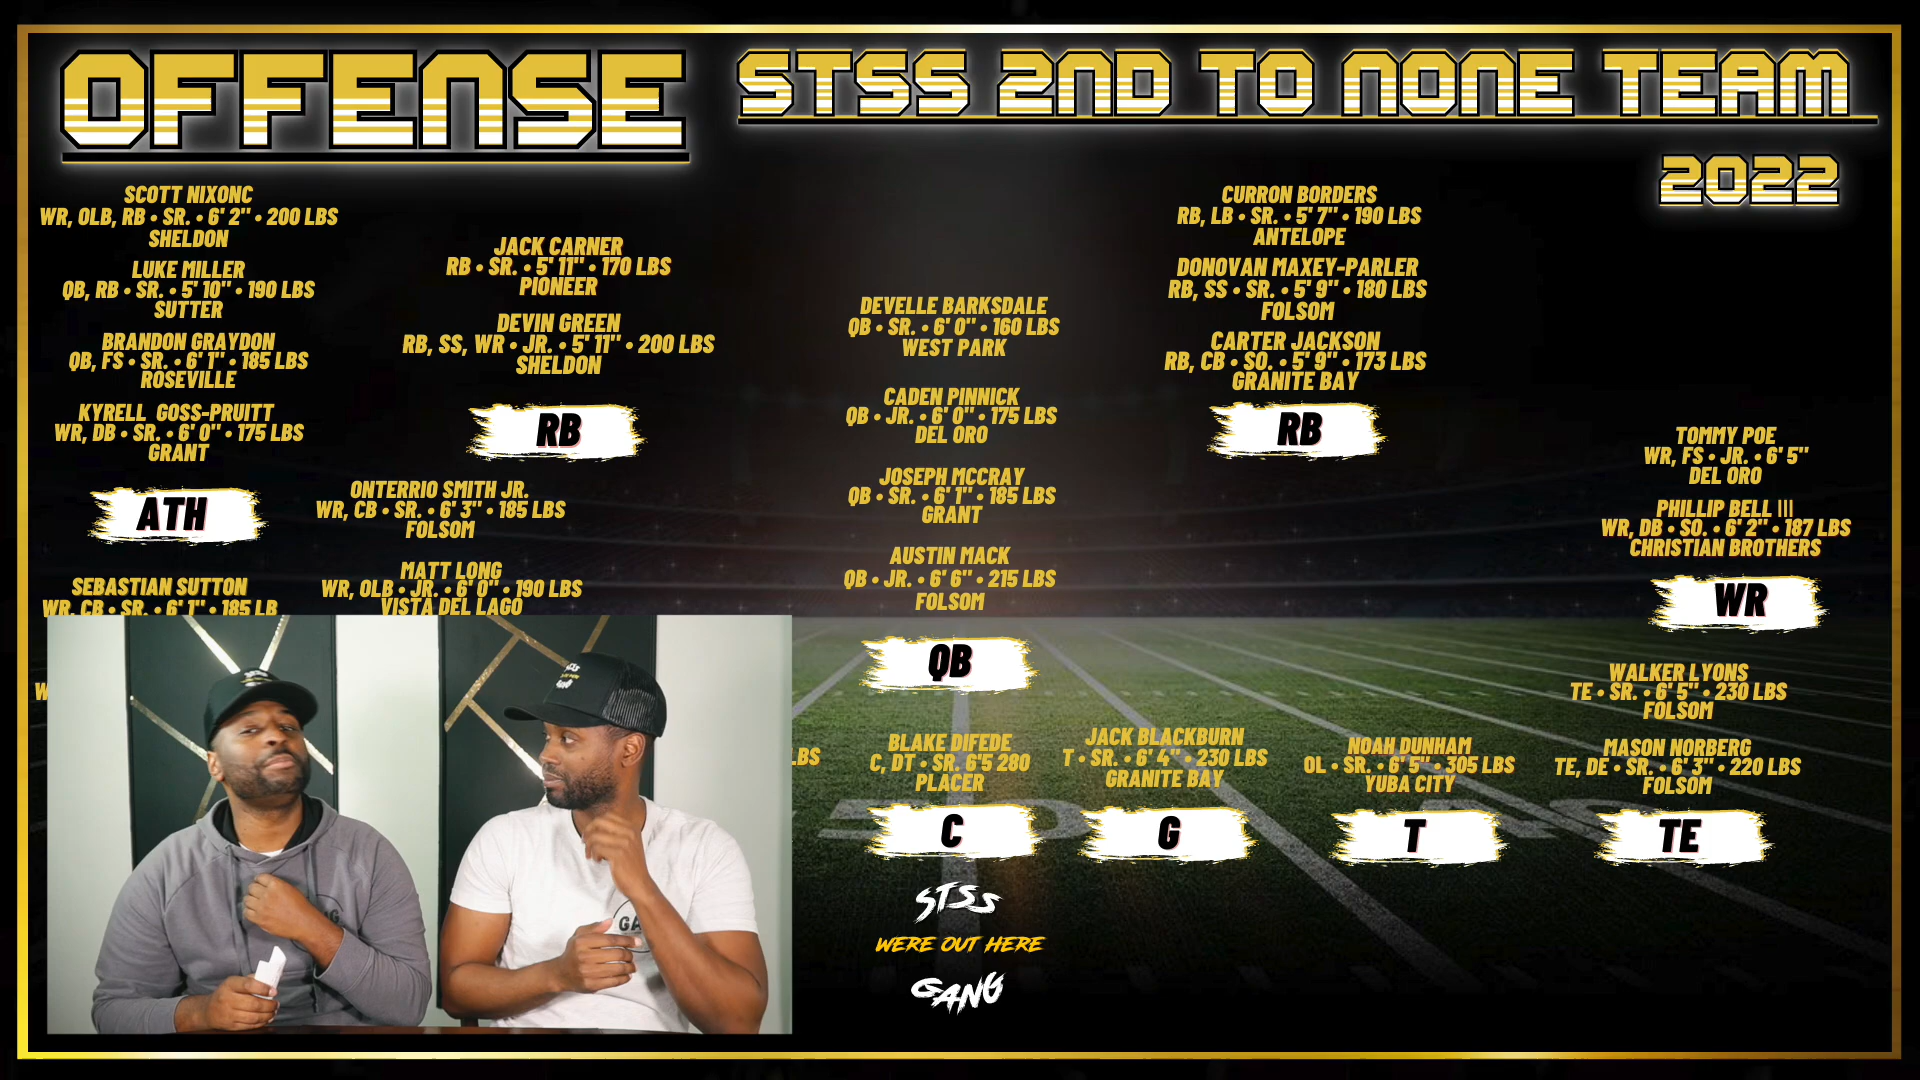 OFFENSE
STSS 2ND TO NONE TEAM
2022
SCOTT NIXONC
WR, OLB, RB • SR. • 6' 2" • 200 LBS
SHELDON
LUKE MILLER
QB, RB • SR. • 5' 10" • 190 LBS
SUTTER
BRANDON GRAYDON
QB, FS • SR. • 6' 1" • 185 LBS
ROSEVILLE
KYRELL GOSS-PRUITT
WR, DB • SR. • 6' 0" • 175 LBS
GRANT
ATH
SEBASTIAN SUTTON
WR, CB • SR. • 6' 1" • 185 LB
W
JACK CARNER
RB • SR. • 5' 11" • 170 LBS
PIONEER
DEVIN GREEN
RB, SS, WR • JR. • 5' 11" • 200 LBS
SHELDON
RB
ONTERRIO SMITH JR.
WR, CB • SR. • 6' 3" • 185 LBS
FOLSOM
MATT LONG
WR, OLB • JR. • 6' 0" • 190 LBS
VISTA DEL LAGO
LBS
DEVELLE BARKSDALE
QB • SR. • 6' 0" • 160 LBS
WEST PARK
CADEN PINNICK
QB • JR. • 6' 0" • 175 LBS
DEL ORO
JOSEPH MCCRAY
QB • SR. • 6' 1" • 185 LBS
GRANT
AUSTIN MACK
QB • JR. • 6' 6" • 215 LBS
FOLSOM
QB
BLAKE DIFEDE
C, DT • SR. 6'5 280
PLACER
C
CURRON BORDERS
RB, LB • SR. • 5' 7" • 190 LBS
ANTELOPE
DONOVAN MAXEY-PARLER
RB, SS • SR. • 5' 9" • 180 LBS
FOLSOM
CARTER JACKSON
RB, CB • SO. • 5' 9" • 173 LBS
GRANITE BAY
RB
JACK BLACKBURN
T • SR. • 6' 4" • 230 LBS
GRANITE BAY
G
NOAH DUNHAM
OL • SR. • 6' 5" • 305 LBS
YUBA CITY
T
TOMMY POE
WR, FS • JR. • 6' 5"
DEL ORO
PHILLIP BELL III
WR, DB • SO. • 6' 2" • 187 LBS
CHRISTIAN BROTHERS
WR
WALKER LYONS
TE • SR. • 6' 5" • 230 LBS
FOLSOM
MASON NORBERG
TE, DE • SR. • 6' 3" • 220 LBS
FOLSOM
TE
STSS
WERE OUT HERE
GANG